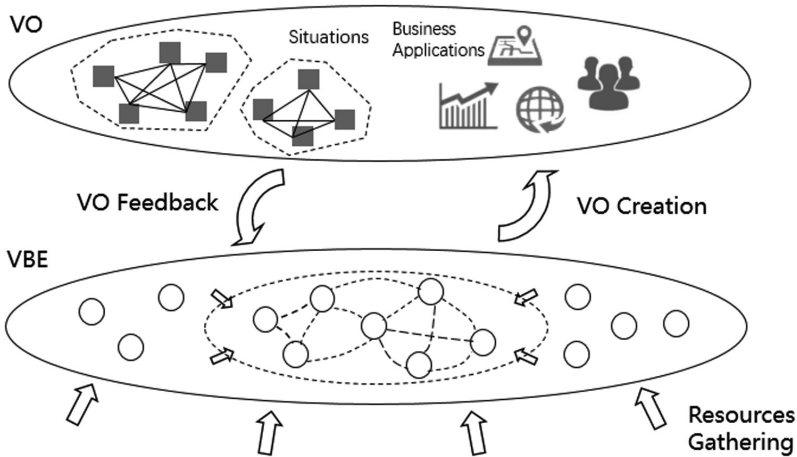 VO
Situations
Business
Applications
VO Feedback
VO Creation
VBE
Resources
Gathering